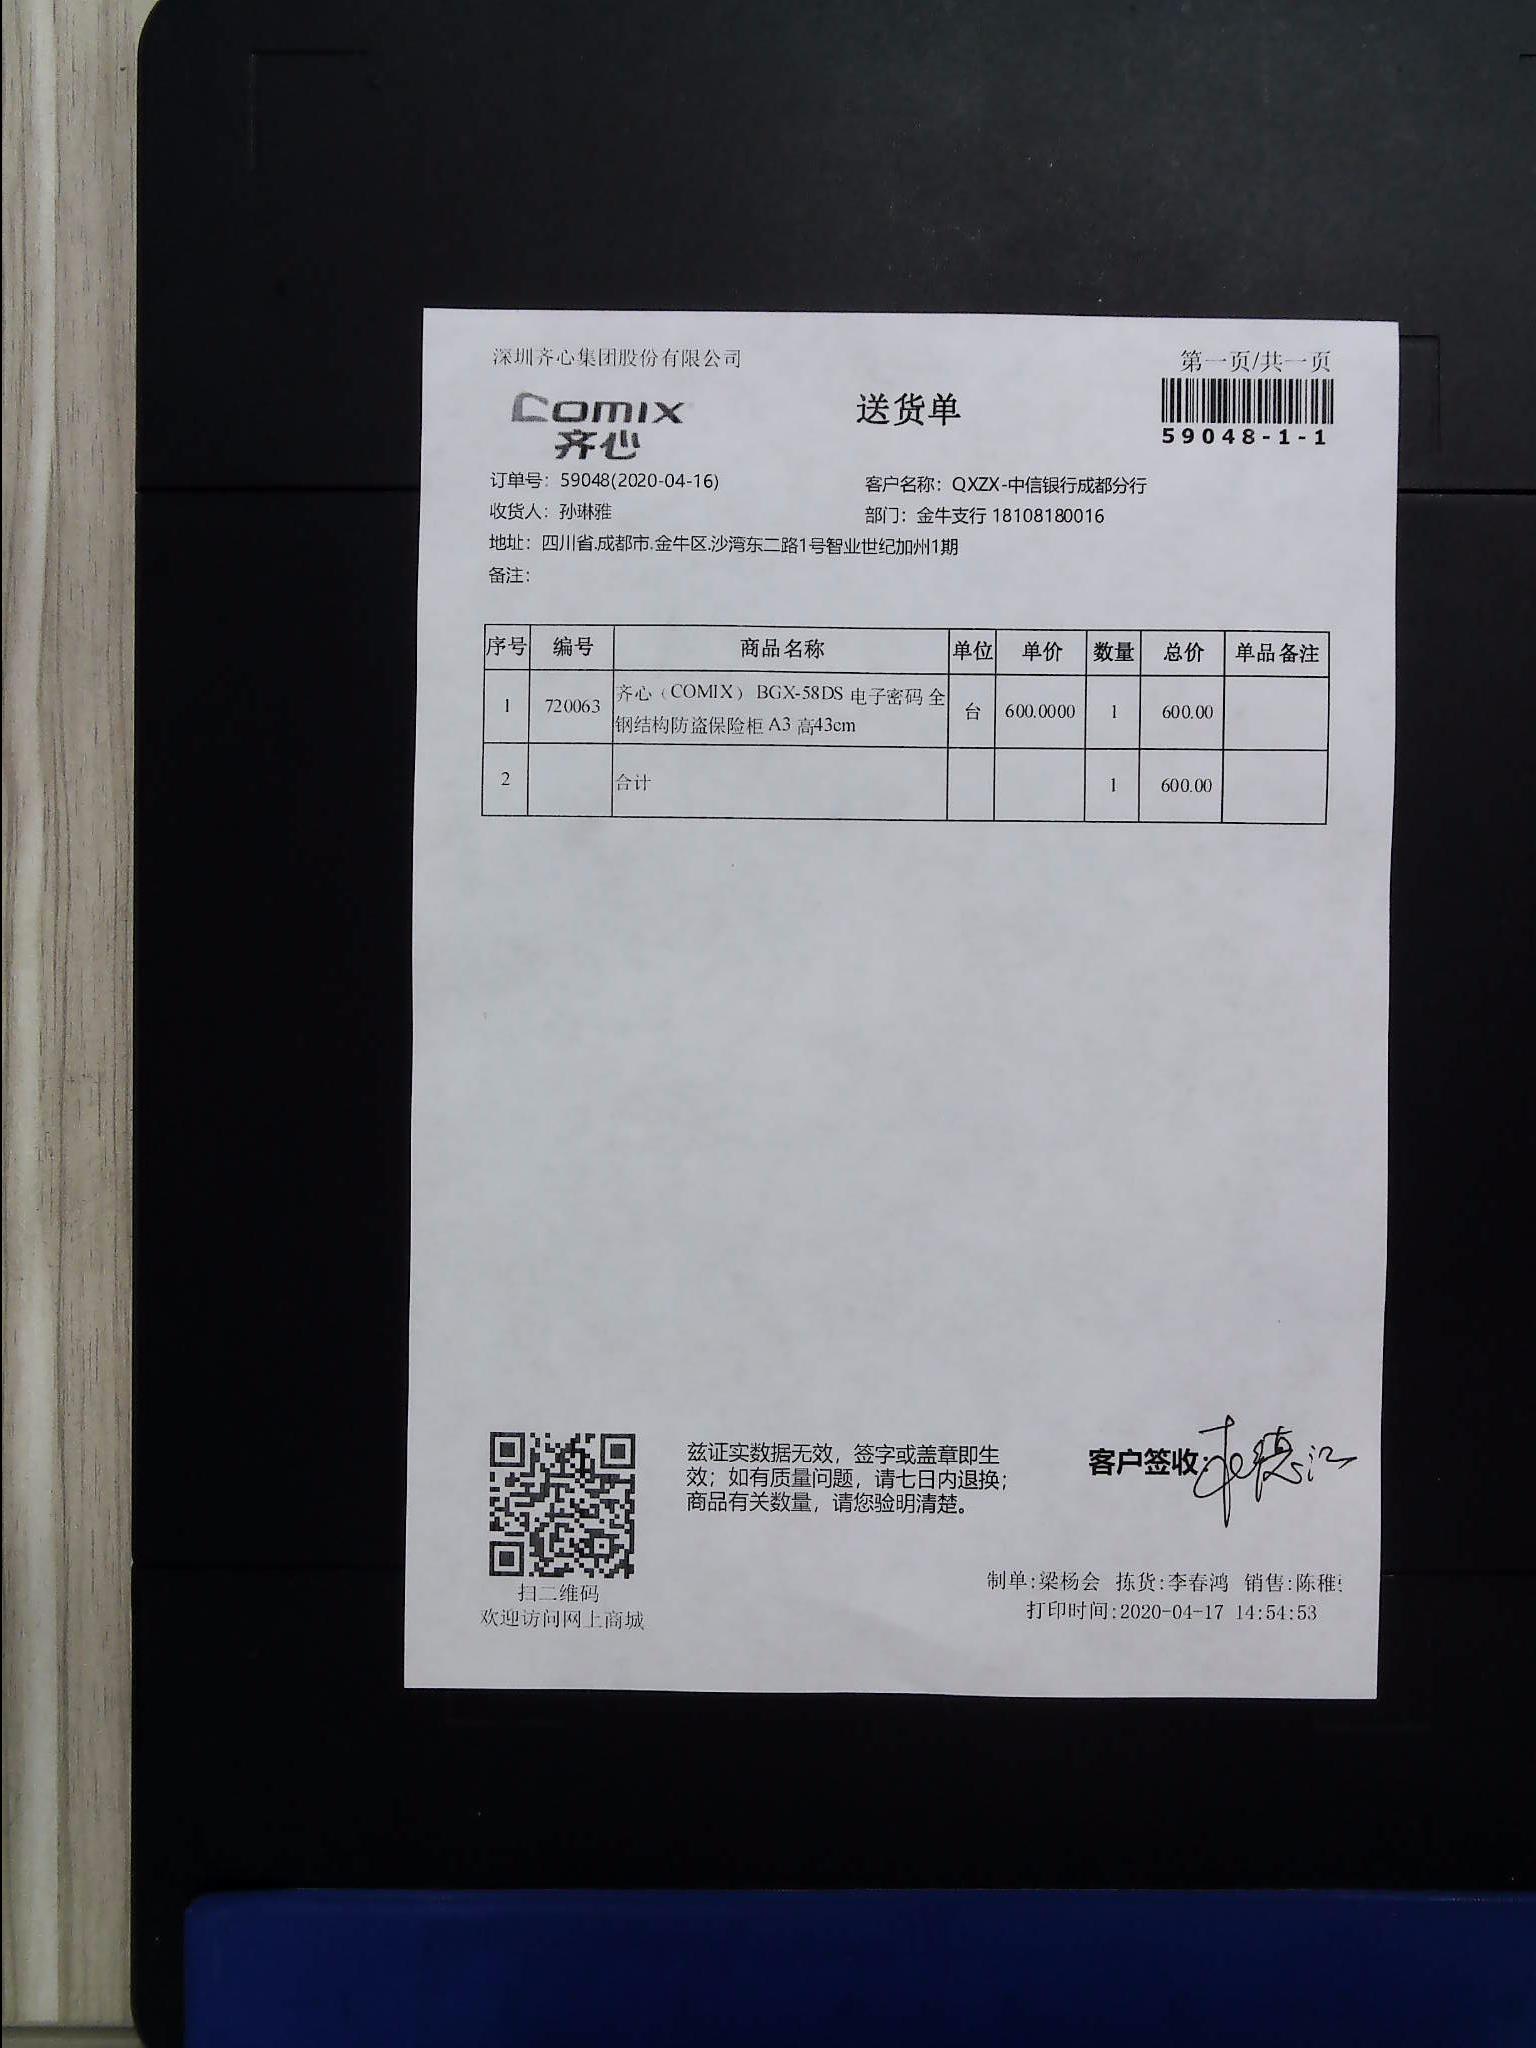 深圳齐心集团股份有限公司
第一页/共一页
COMIX
齐心
送货单
59048-1-1
订单号：59048(2020-04-16)
客户名称：QXZX-中信银行成都分行
收货人：孙琳雅
部门：金牛支行 18108180016
地址：四川省.成都市.金牛区.沙湾东二路1号智业世纪加州1期
备注：
序号 编号 商品名称 单位 单价 数量 总价 单品备注
1 720063 齐心（COMIX） BGX-58DS 电子密码 全 台 600.0000 1 600.00
钢结构防盗保险柜 A3 高43cm
2 合计 1 600.00
兹证实数据无效，签字或盖章即生
效；如有质量问题，请七日内退换；
商品有关数量，请您验明清楚。
客户签收:
扫二维码
欢迎访问网上商城
制单:梁杨会 拣货:李春鸿 销售:陈稚
打印时间:2020-04-17 14:54:53